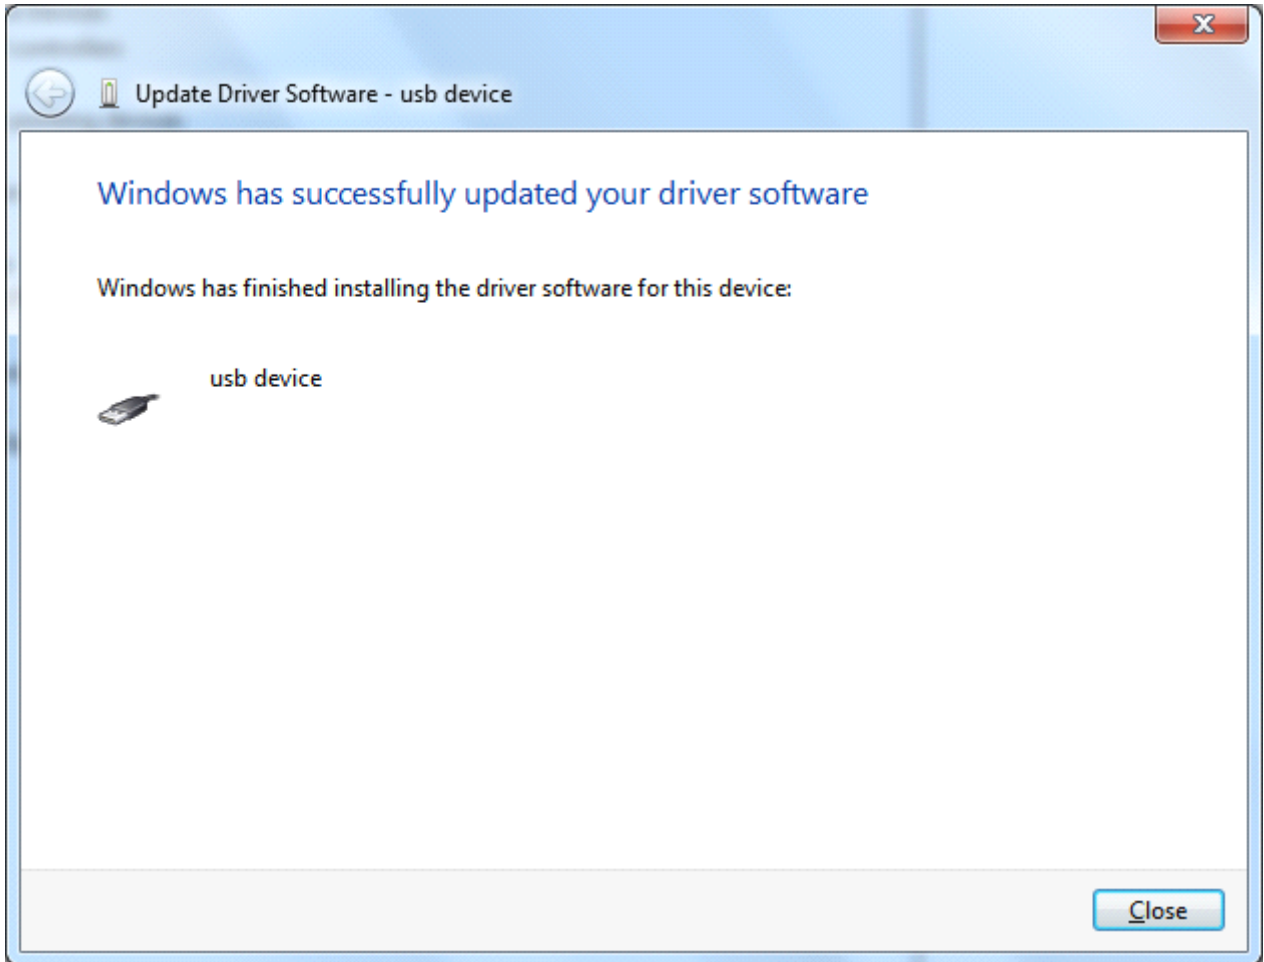 Update Driver Software - usb device
Windows has successfully updated your driver software
Windows has finished installing the driver software for this device:
usb device
Close